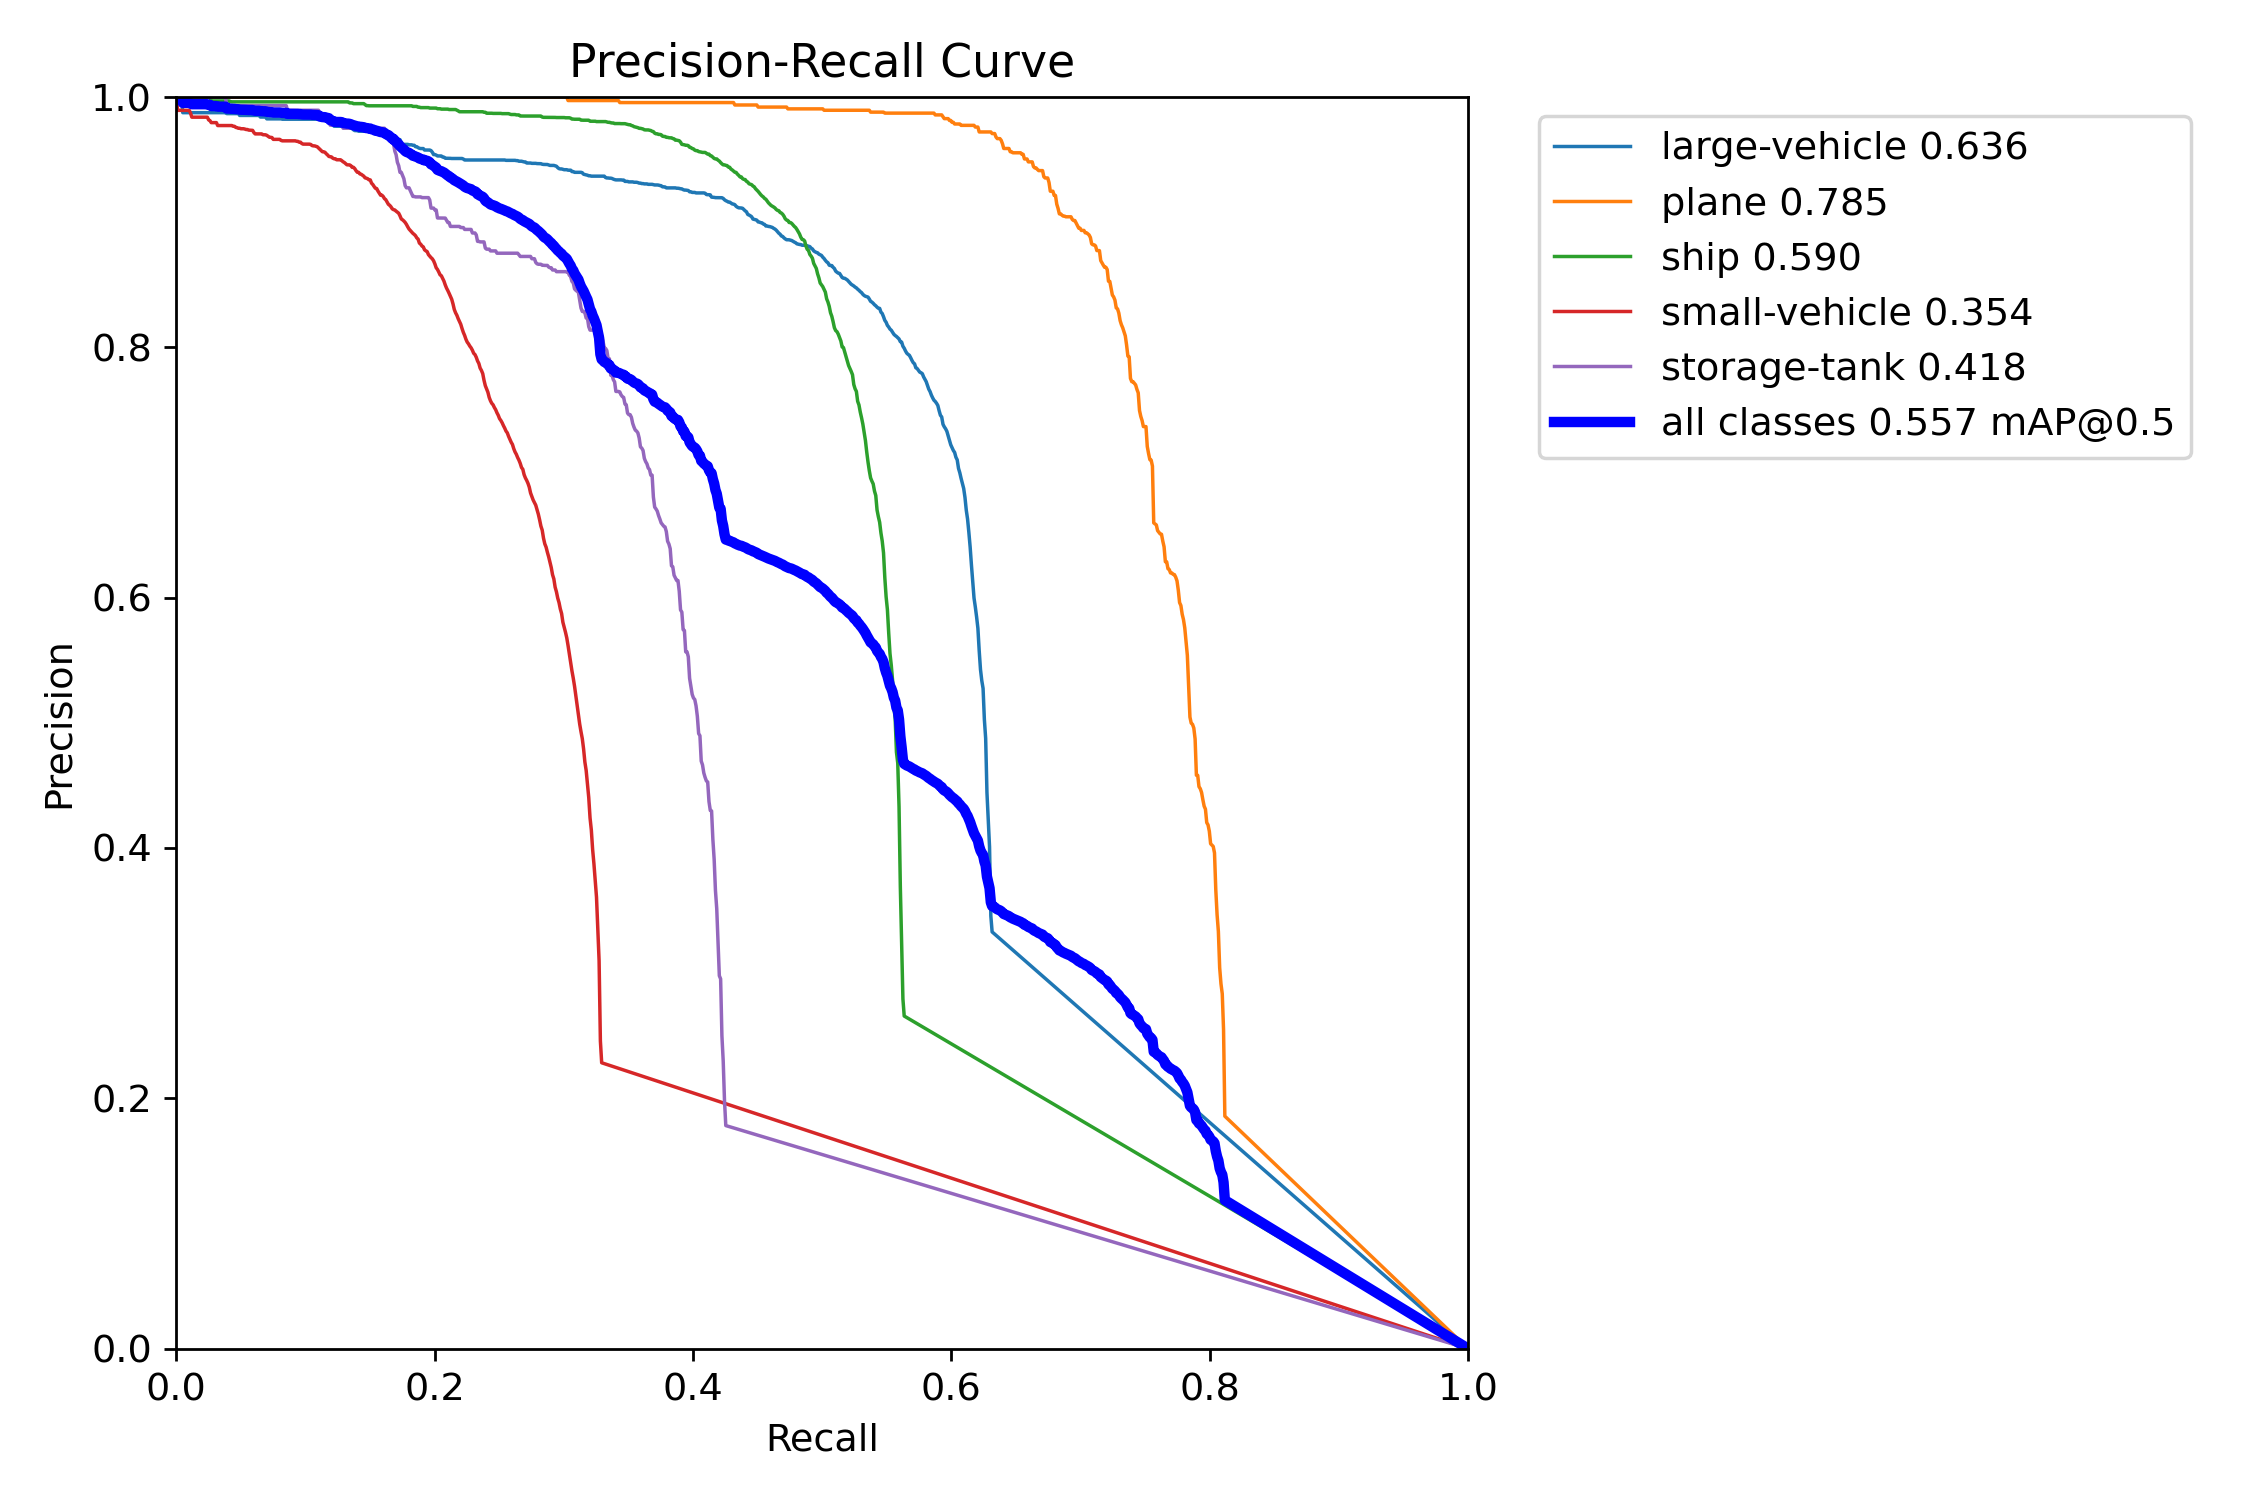 Precision-Recall Curve
1.0
0.8
0.6
0.4
0.2
0.0
Precision
0.0 0.2 0.4 0.6 0.8 1.0
Recall
large-vehicle 0.636
plane 0.785
ship 0.590
small-vehicle 0.354
storage-tank 0.418
all classes 0.557 mAP@0.5